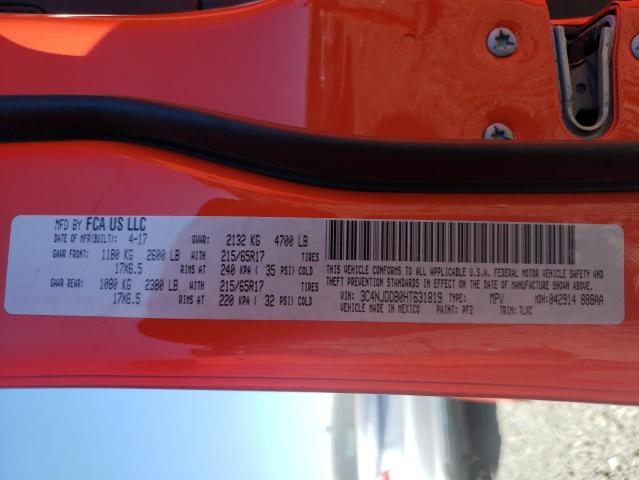 MFD BY FCA US LLC
DATE OF MFR(BUILT): 4-17 GVWR: 2132 KG 4700 LB
GAWR FRONT: 1180 KG 2600 LB WITH 215/65R17 TIRES
17X6.5 RIMS AT 240 KPA ( 35 PSI) COLD
GAWR REAR: 1080 KG 2380 LB WITH 215/65R17 TIRES
17X6.5 RIMS AT 220 KPA ( 32 PSI) COLD
THIS VEHICLE CONFORMS TO ALL APPLICABLE U.S.A. FEDERAL MOTOR VEHICLE SAFETY AND
THEFT PREVENTION STANDARDS IN EFFECT ON THE DATE OF MANUFACTURE SHOWN ABOVE.
VIN: 3C4NJDDB0HT631819 TYPE: MPV MDH: 042914 888AA
VEHICLE MADE IN MEXICO PAINT: PF2 TRIM: TLXC